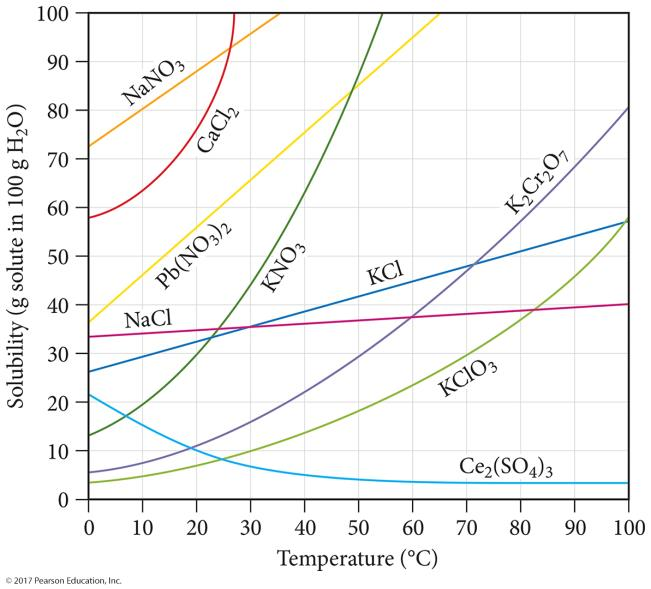 100
90
80
70
60
50
40
30
20
10
0
Solubility (g solute in 100 g H₂O)
NaNO₃
CaCl₂
Pb(NO₃)₂
KNO₃
KCl
K₂Cr₂O₇
NaCl
KClO₃
Ce₂(SO₄)₃
0 10 20 30 40 50 60 70 80 90 100
Temperature (°C)
© 2017 Pearson Education, Inc.